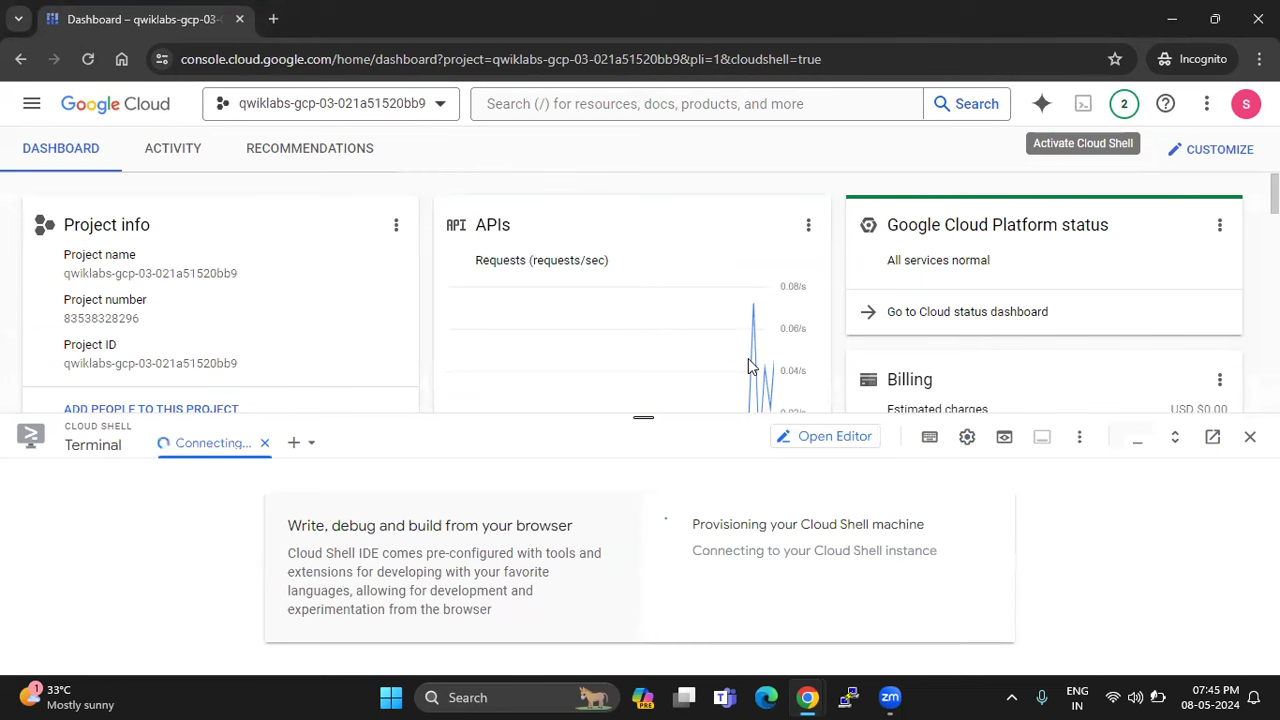 Dashboard – qwiklabs-gcp-03-
console.cloud.google.com/home/dashboard?project=qwiklabs-gcp-03-021a51520bb9&pli=1&cloudshell=true
Incognito
Google Cloud
qwiklabs-gcp-03-021a51520bb9
Search (/) for resources, docs, products, and more
Search
2
S
DASHBOARD
ACTIVITY
RECOMMENDATIONS
Activate Cloud Shell
CUSTOMIZE
Project info
Project name
qwiklabs-gcp-03-021a51520bb9
Project number
83538328296
Project ID
qwiklabs-gcp-03-021a51520bb9
ADD PEOPLE TO THIS PROJECT
API APIs
Requests (requests/sec)
0.08/s
0.06/s
0.04/s
0.02/s
Google Cloud Platform status
All services normal
Go to Cloud status dashboard
Billing
Estimated charges
USD $0.00
CLOUD SHELL
Terminal
Connecting...
Open Editor
Write, debug and build from your browser
Cloud Shell IDE comes pre-configured with tools and
extensions for developing with your favorite
languages, allowing for development and
experimentation from the browser
Provisioning your Cloud Shell machine
Connecting to your Cloud Shell instance
1
33°C
Mostly sunny
Search
PRE
zm
ENG
IN
07:45 PM
08-05-2024